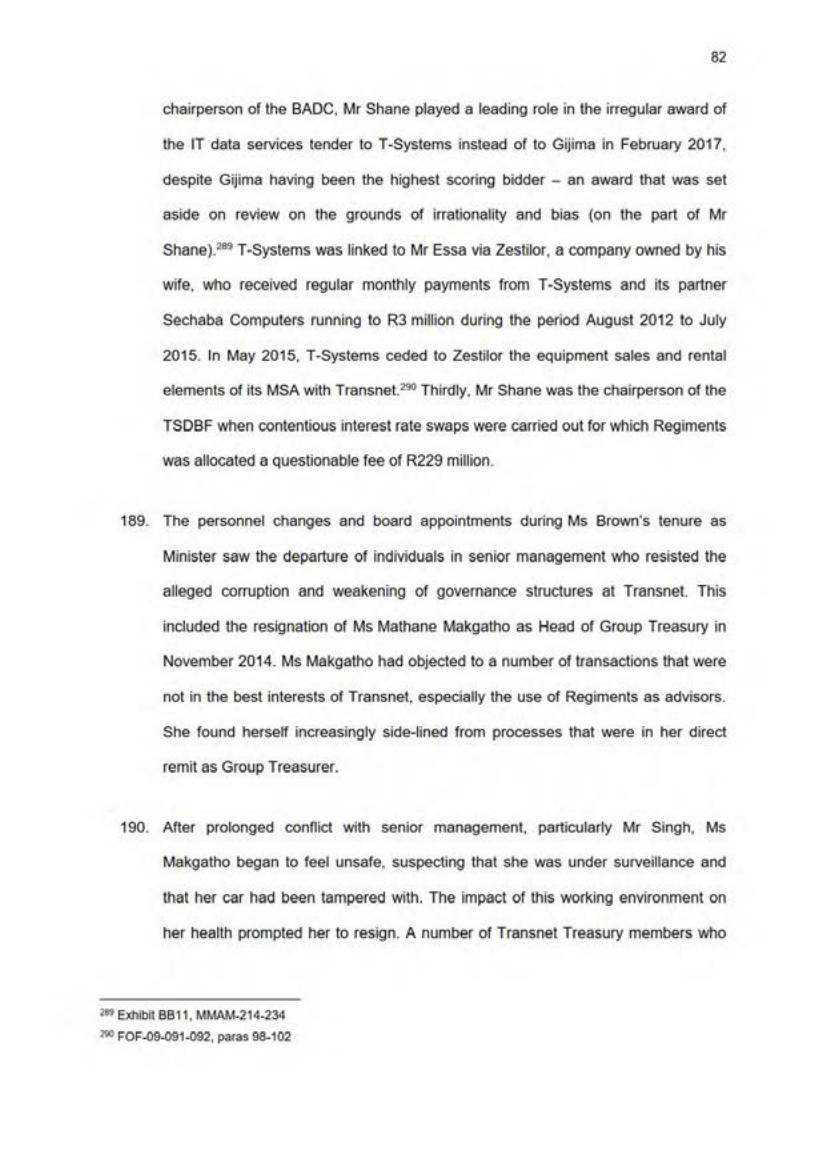 82
chairperson of the BADC, Mr Shane played a leading role in the irregular award of
the IT data services tender to T-Systems instead of to Gijima in February 2017,
despite Gijima having been the highest scoring bidder – an award that was set
aside on review on the grounds of irrationality and bias (on the part of Mr
Shane).²⁸⁹ T-Systems was linked to Mr Essa via Zestilor, a company owned by his
wife, who received regular monthly payments from T-Systems and its partner
Sechaba Computers running to R3 million during the period August 2012 to July
2015. In May 2015, T-Systems ceded to Zestilor the equipment sales and rental
elements of its MSA with Transnet.²⁹⁰ Thirdly, Mr Shane was the chairperson of the
TSDBF when contentious interest rate swaps were carried out for which Regiments
was allocated a questionable fee of R229 million.
189. The personnel changes and board appointments during Ms Brown's tenure as
Minister saw the departure of individuals in senior management who resisted the
alleged corruption and weakening of governance structures at Transnet. This
included the resignation of Ms Mathane Makgatho as Head of Group Treasury in
November 2014. Ms Makgatho had objected to a number of transactions that were
not in the best interests of Transnet, especially the use of Regiments as advisors.
She found herself increasingly side-lined from processes that were in her direct
remit as Group Treasurer.
190. After prolonged conflict with senior management, particularly Mr Singh, Ms
Makgatho began to feel unsafe, suspecting that she was under surveillance and
that her car had been tampered with. The impact of this working environment on
her health prompted her to resign. A number of Transnet Treasury members who
²⁸⁹ Exhibit BB11, MMAM-214-234
²⁹⁰ FOF-09-091-092, paras 98-102